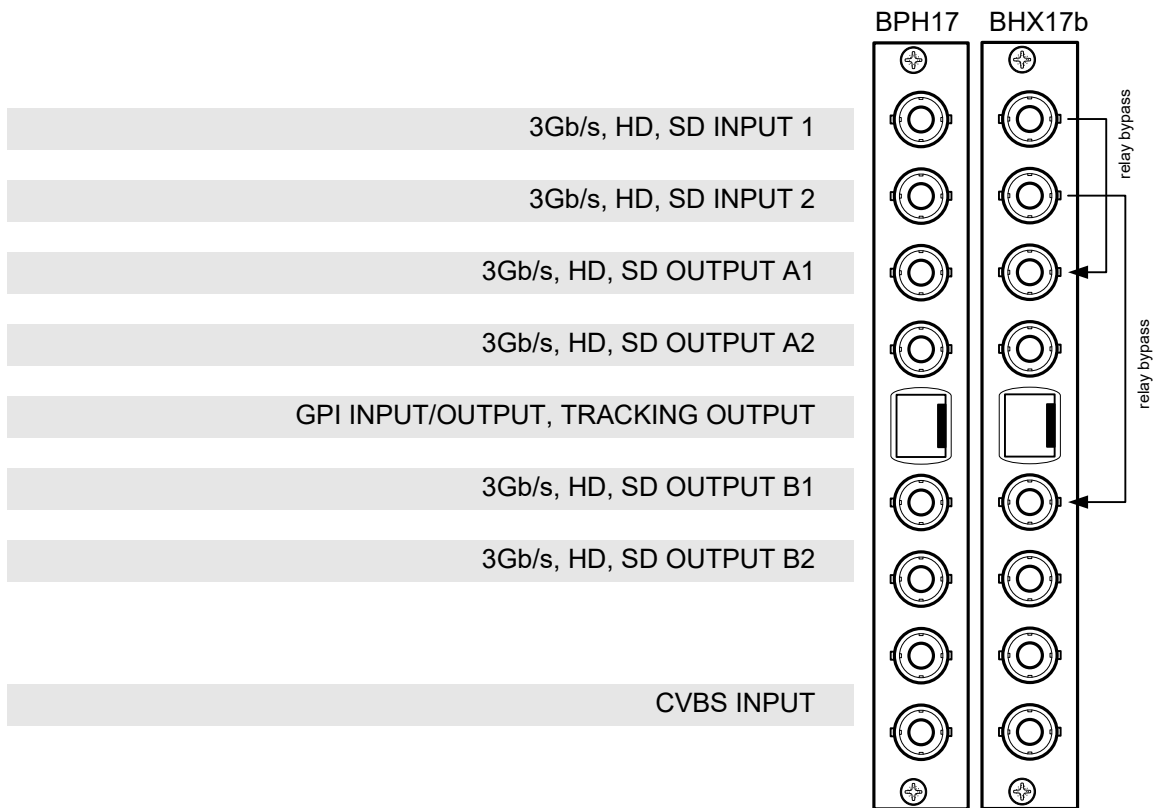 BPH17 BHX17b
3Gb/s, HD, SD INPUT 1
relay bypass
3Gb/s, HD, SD INPUT 2
3Gb/s, HD, SD OUTPUT A1
3Gb/s, HD, SD OUTPUT A2
relay bypass
GPI INPUT/OUTPUT, TRACKING OUTPUT
3Gb/s, HD, SD OUTPUT B1
3Gb/s, HD, SD OUTPUT B2
CVBS INPUT